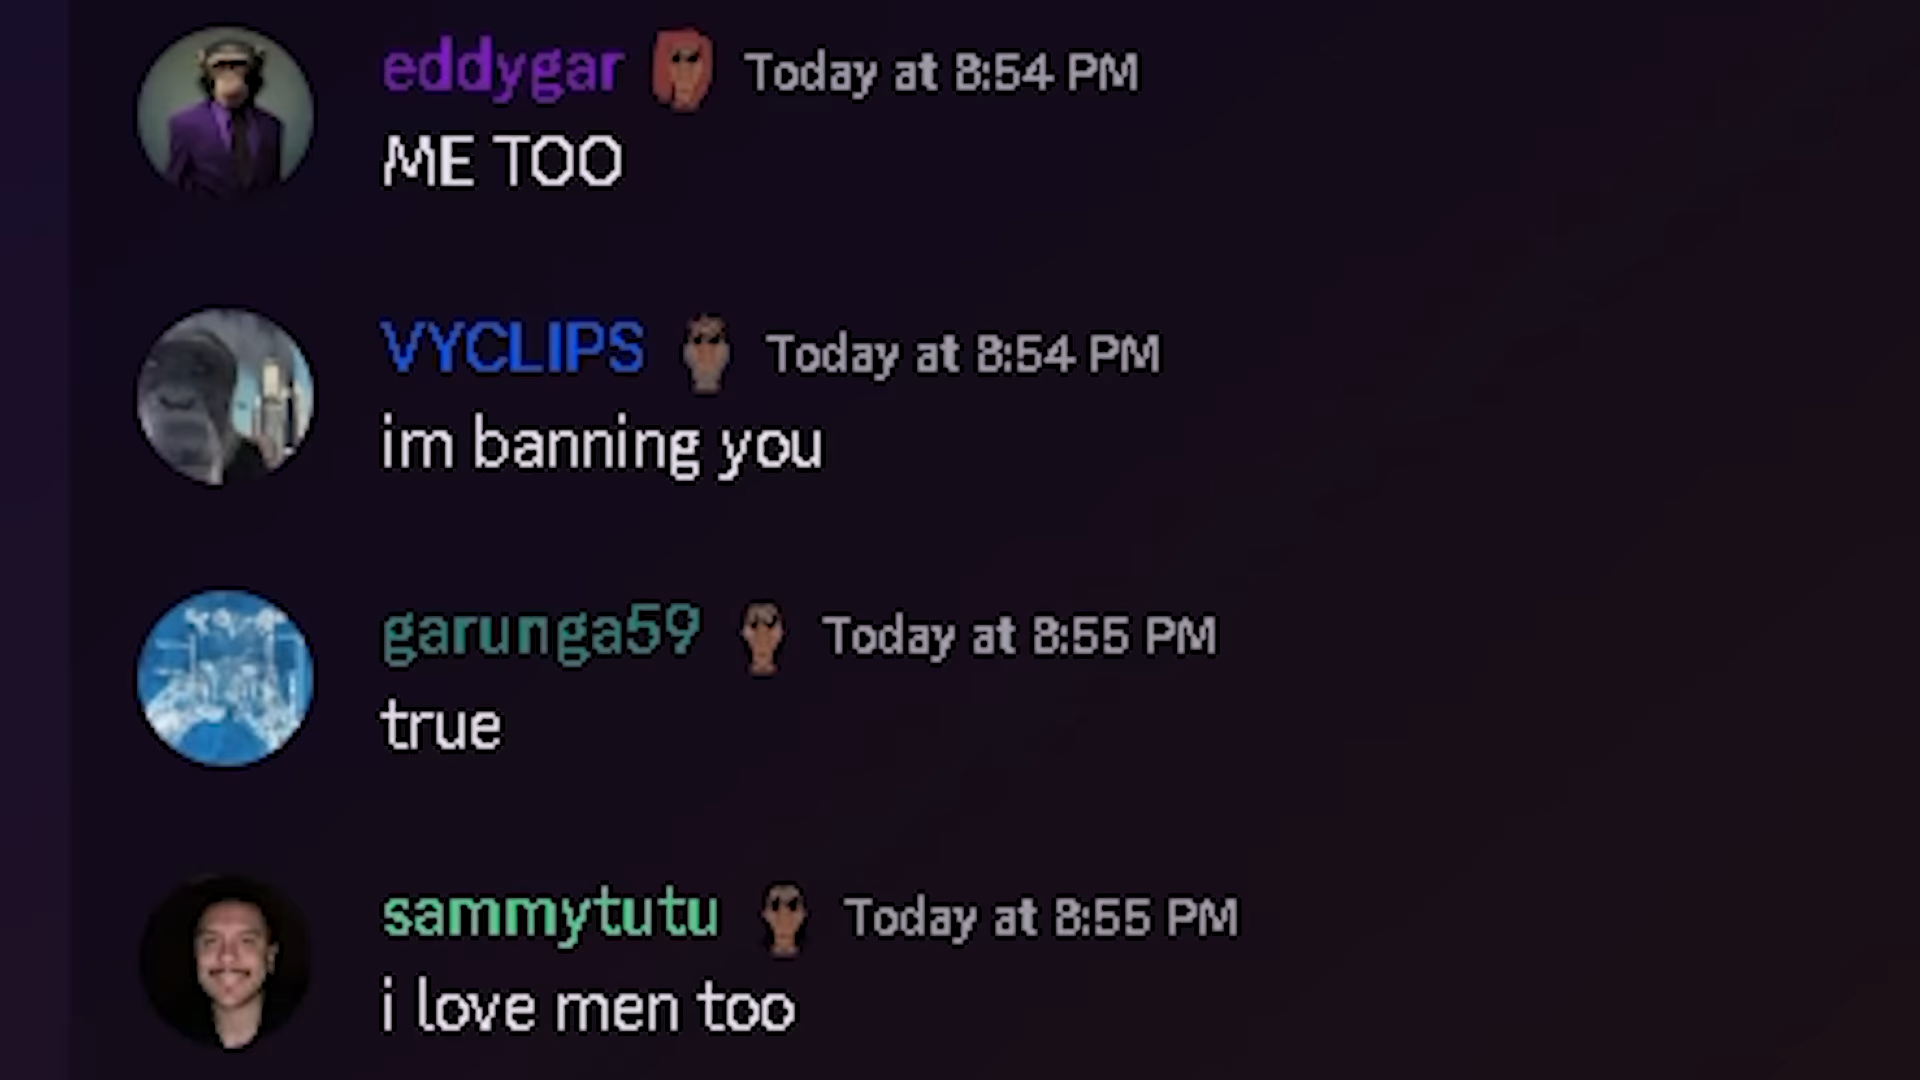 eddygar Today at 8:54 PM
ME TOO
VYCLIPS Today at 8:54 PM
im banning you
garunga59 Today at 8:55 PM
true
sammytutu Today at 8:55 PM
i love men too